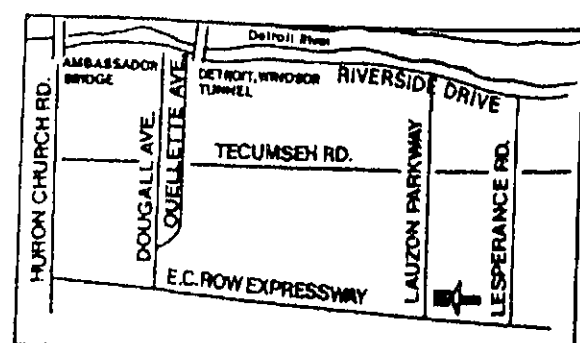 Detroit River
AMBASSADOR
BRIDGE
DETROIT, WINDSOR
TUNNEL
RIVERSIDE DRIVE
HURON CHURCH RD.
DOUGALL AVE.
OUELLETTE AVE.
TECUMSEH RD.
LAUZON PARKWAY
LESPERANCE RD.
E.C. ROW EXPRESSWAY